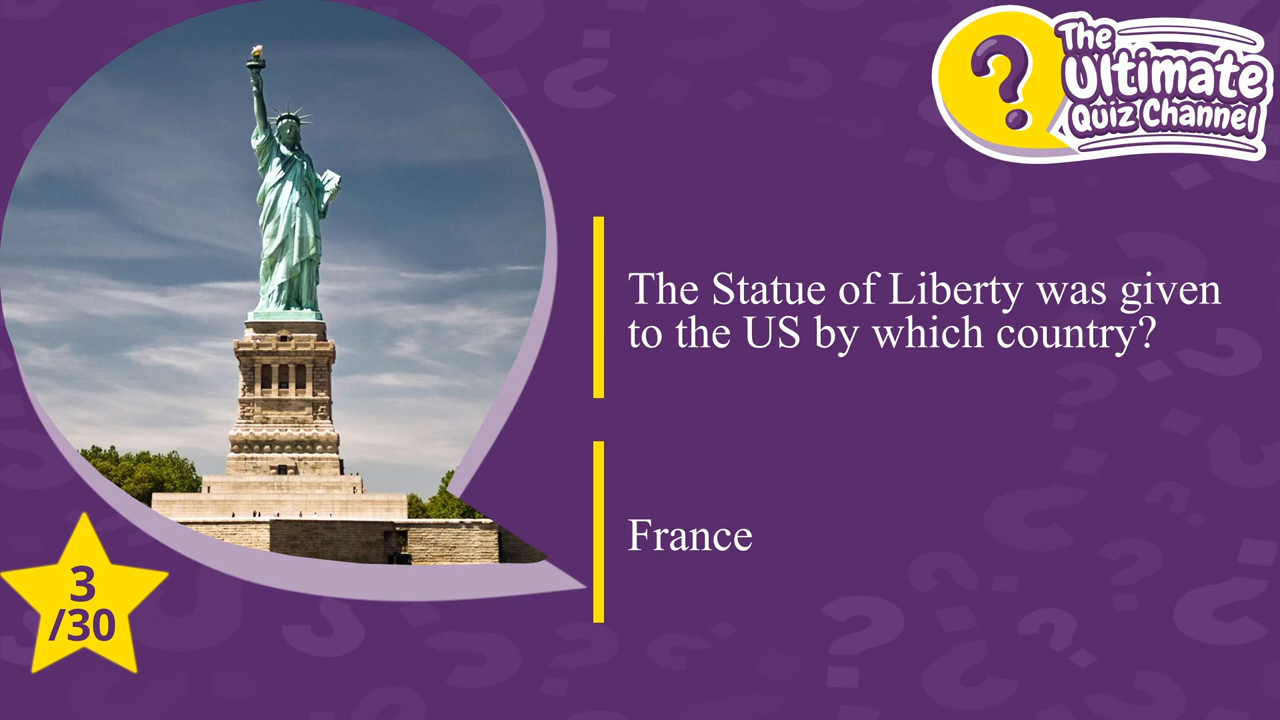 The
Ultimate
Quiz Channel
The Statue of Liberty was given
to the US by which country?
France
3
/30